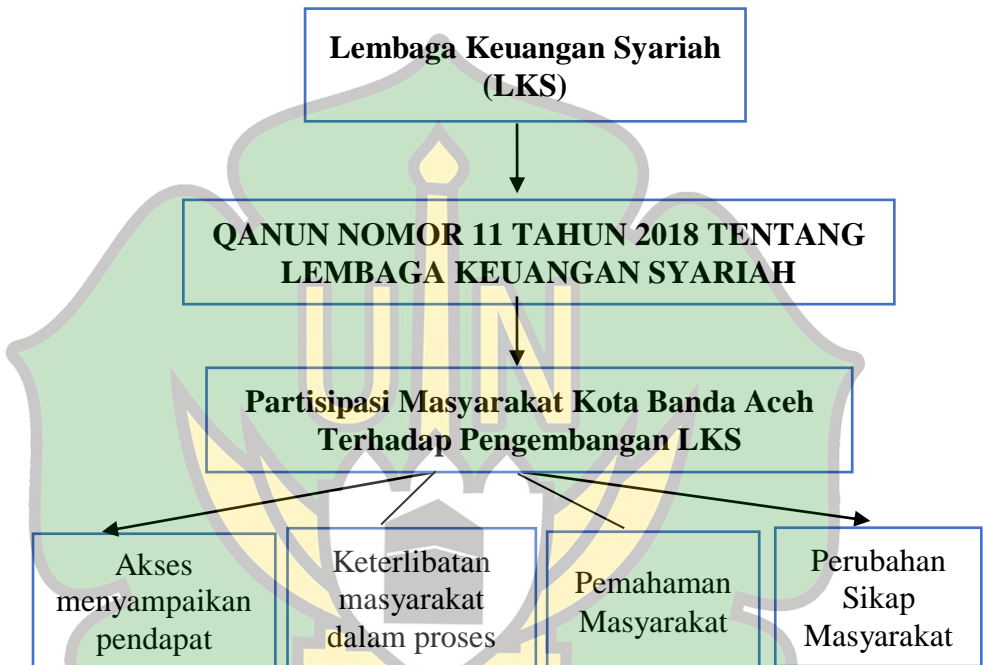 Lembaga Keuangan Syariah
(LKS)
QANUN NOMOR 11 TAHUN 2018 TENTANG
LEMBAGA KEUANGAN SYARIAH
UIN
Partisipasi Masyarakat Kota Banda Aceh
Terhadap Pengembangan LKS
Akses
menyampaikan
pendapat
Keterlibatan
masyarakat
dalam proses
Pemahaman
Masyarakat
Perubahan
Sikap
Masyarakat